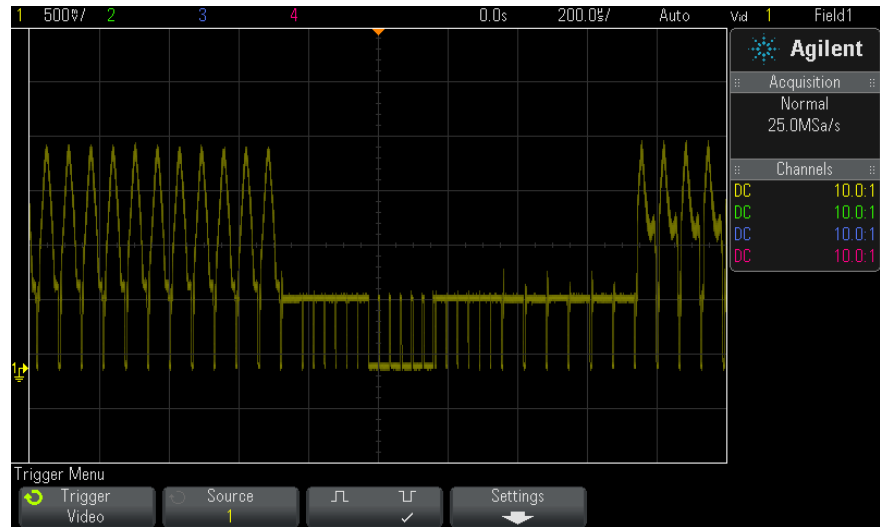 1 500㎷/ 2 3 4 0.0s 200.0㎲/ Auto Vid 1 Field1
Agilent
Acquisition
Normal
25.0MSa/s
Channels
DC 10.0:1
DC 10.0:1
DC 10.0:1
DC 10.0:1
1
Trigger Menu
Trigger Source Settings
Video 1